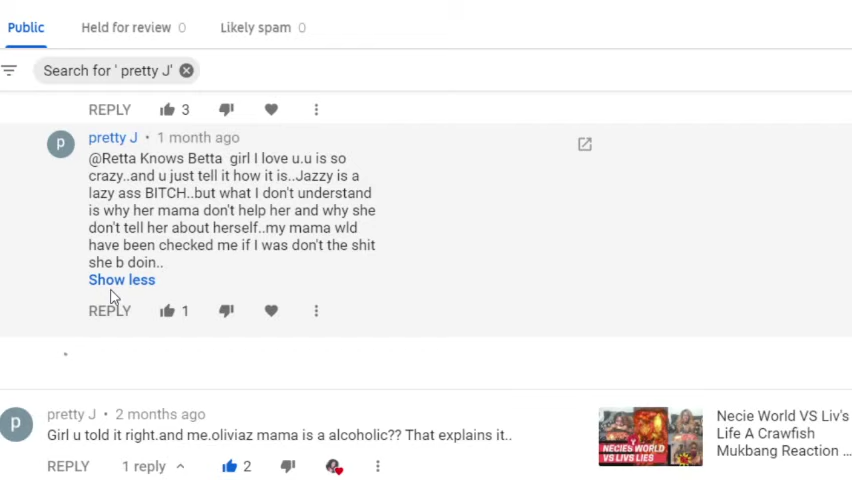 Public Held for review 0 Likely spam 0
Search for ' pretty J'
REPLY 3
p
pretty J • 1 month ago
@Retta Knows Betta girl I love u.u is so
crazy..and u just tell it how it is..Jazzy is a
lazy ass BITCH..but what I don't understand
is why her mama don't help her and why she
don't tell her about herself..my mama wld
have been checked me if I was don't the shit
she b doin..
Show less
REPLY 1
p
pretty J • 2 months ago
Girl u told it right.and me.oliviaz mama is a alcoholic?? That explains it..
REPLY 1 reply 2
NECIES WORLD
VS LIVS LIES
Necie World VS Liv's
Life A Crawfish
Mukbang Reaction ...